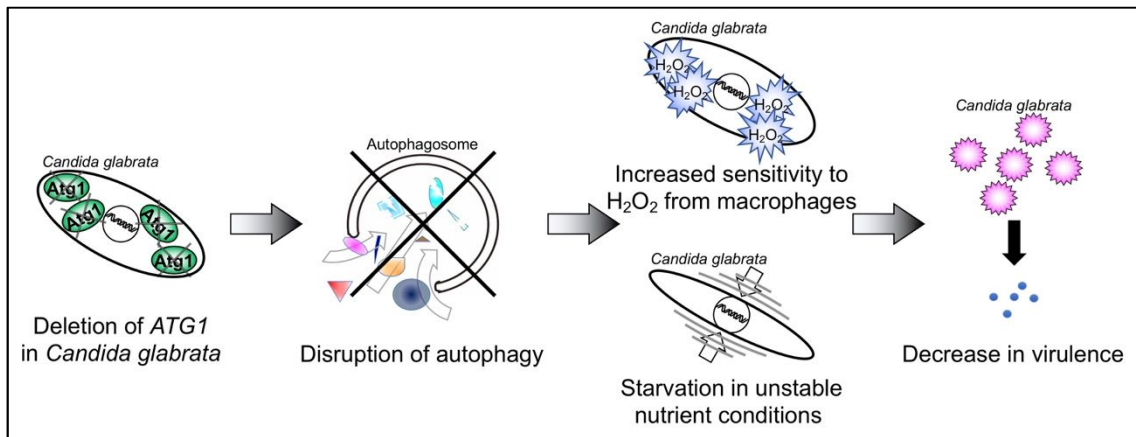 Candida glabrata
Atg1
Atg1
Atg1
Atg1
Deletion of ATG1
in Candida glabrata
Autophagosome
Disruption of autophagy
Candida glabrata
H₂O₂
H₂O₂
H₂O₂
H₂O₂
Increased sensitivity to
H₂O₂ from macrophages
Candida glabrata
Starvation in unstable
nutrient conditions
Candida glabrata
Decrease in virulence